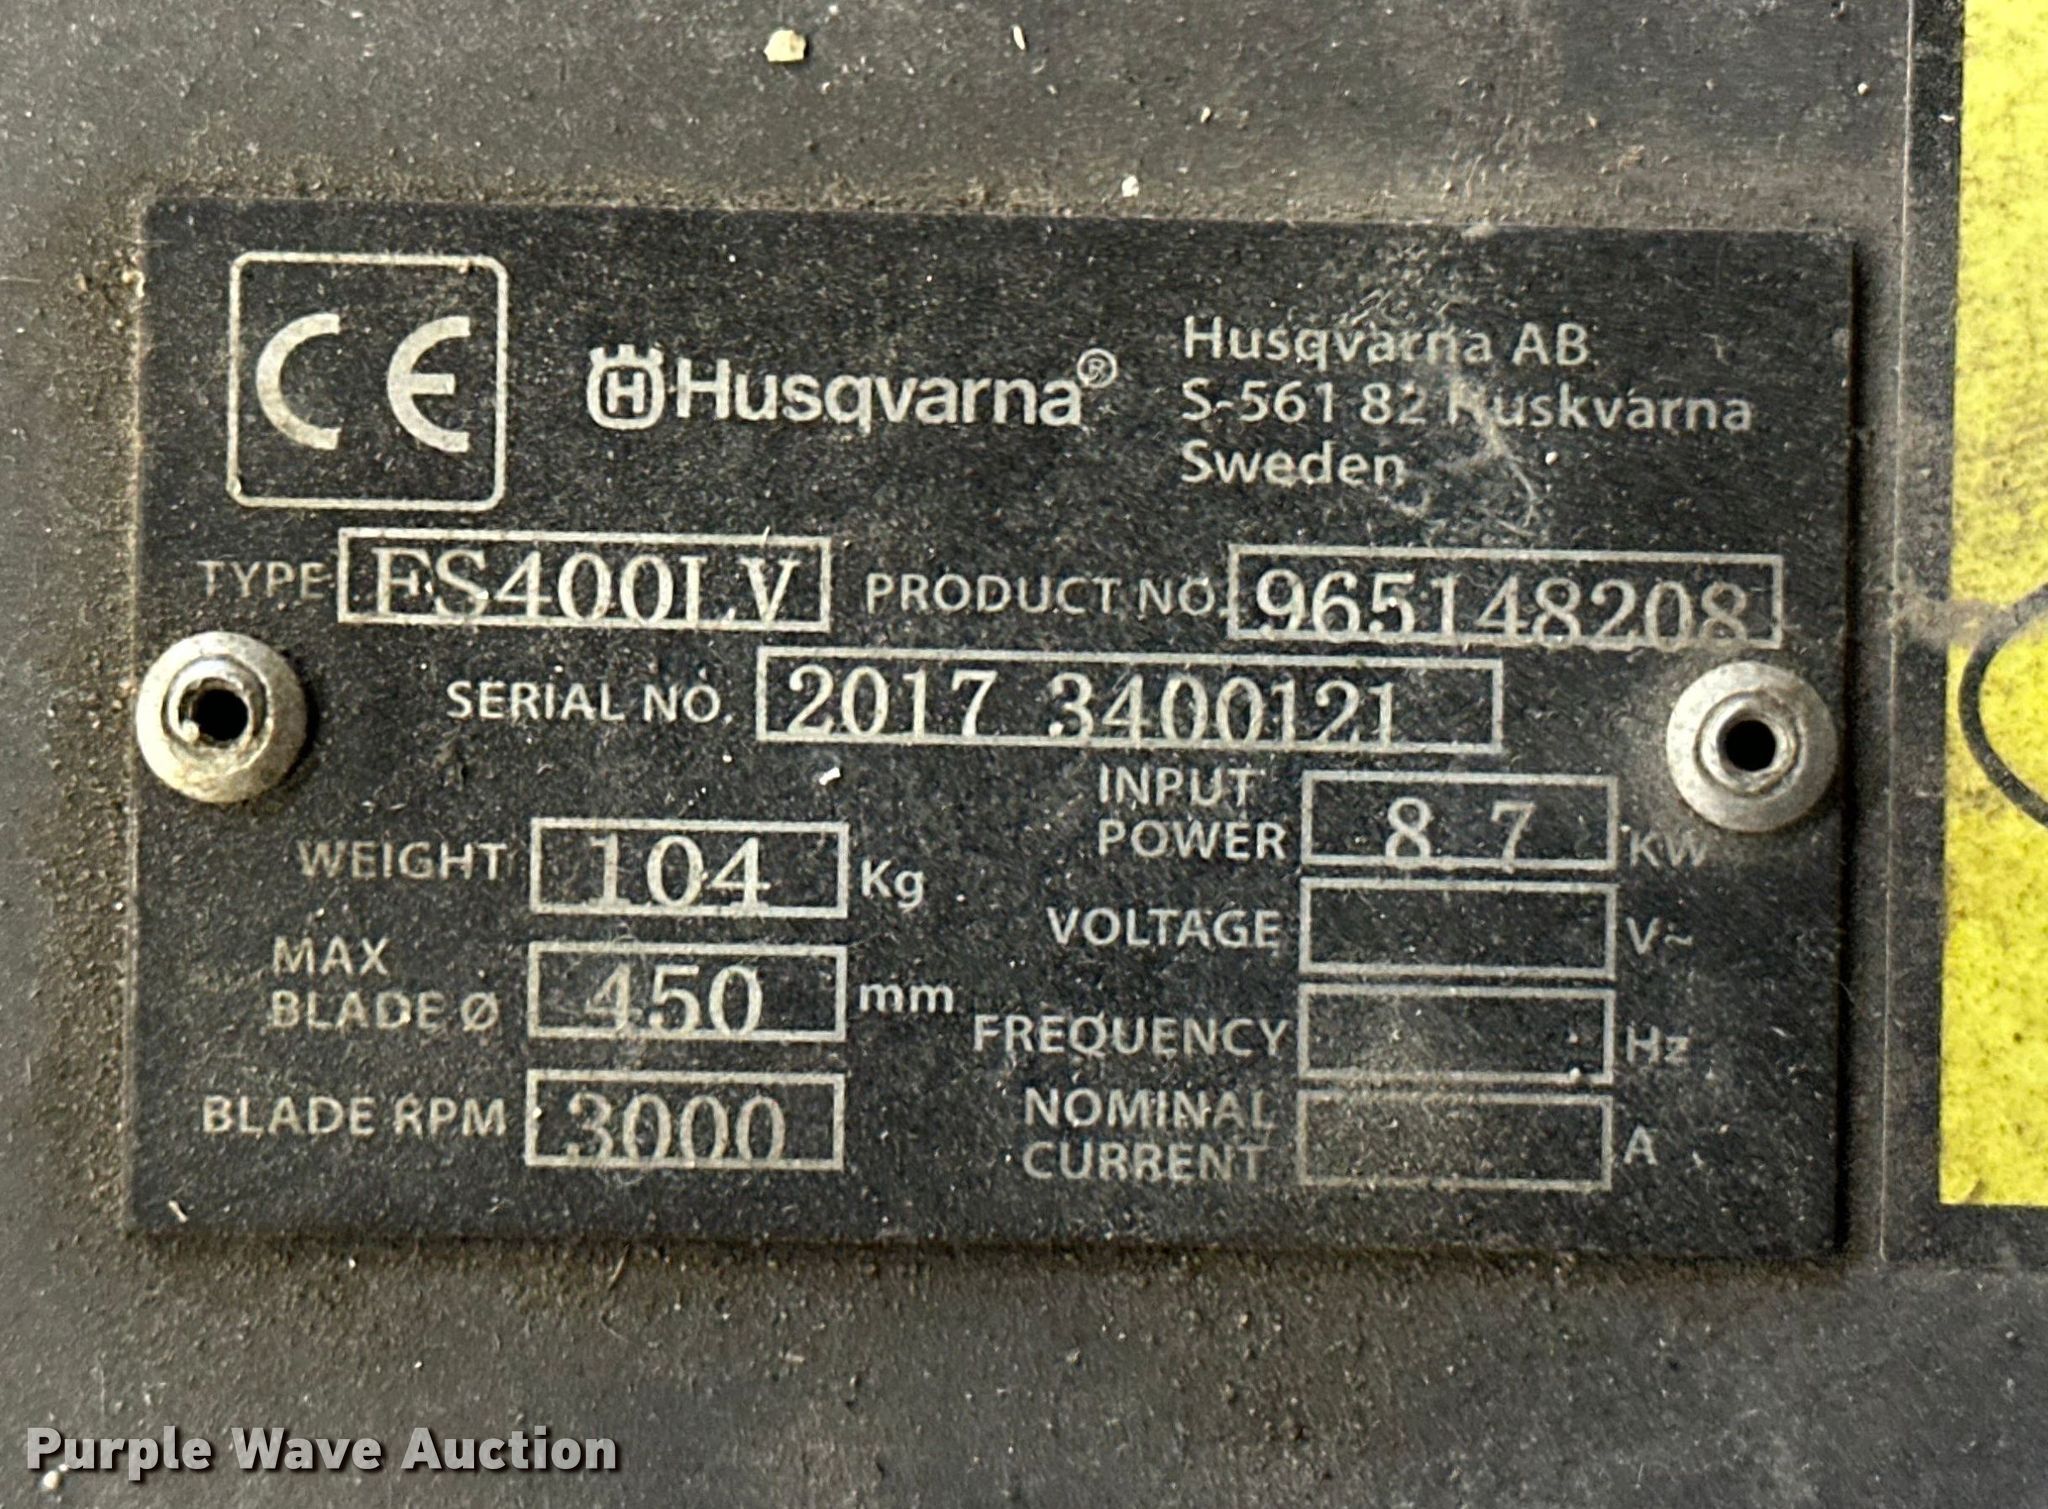 CE
Husqvarna®
Husqvarna AB
S-561 82 Huskvarna
Sweden
TYPE FS400LV PRODUCT NO. 965148208
SERIAL NO. 2017 3400121
WEIGHT 104 Kg
MAX
BLADE Ø 450 mm
BLADE RPM 3000
INPUT
POWER 8 7 KW
VOLTAGE V~
FREQUENCY Hz
NOMINAL
CURRENT A
Purple Wave Auction